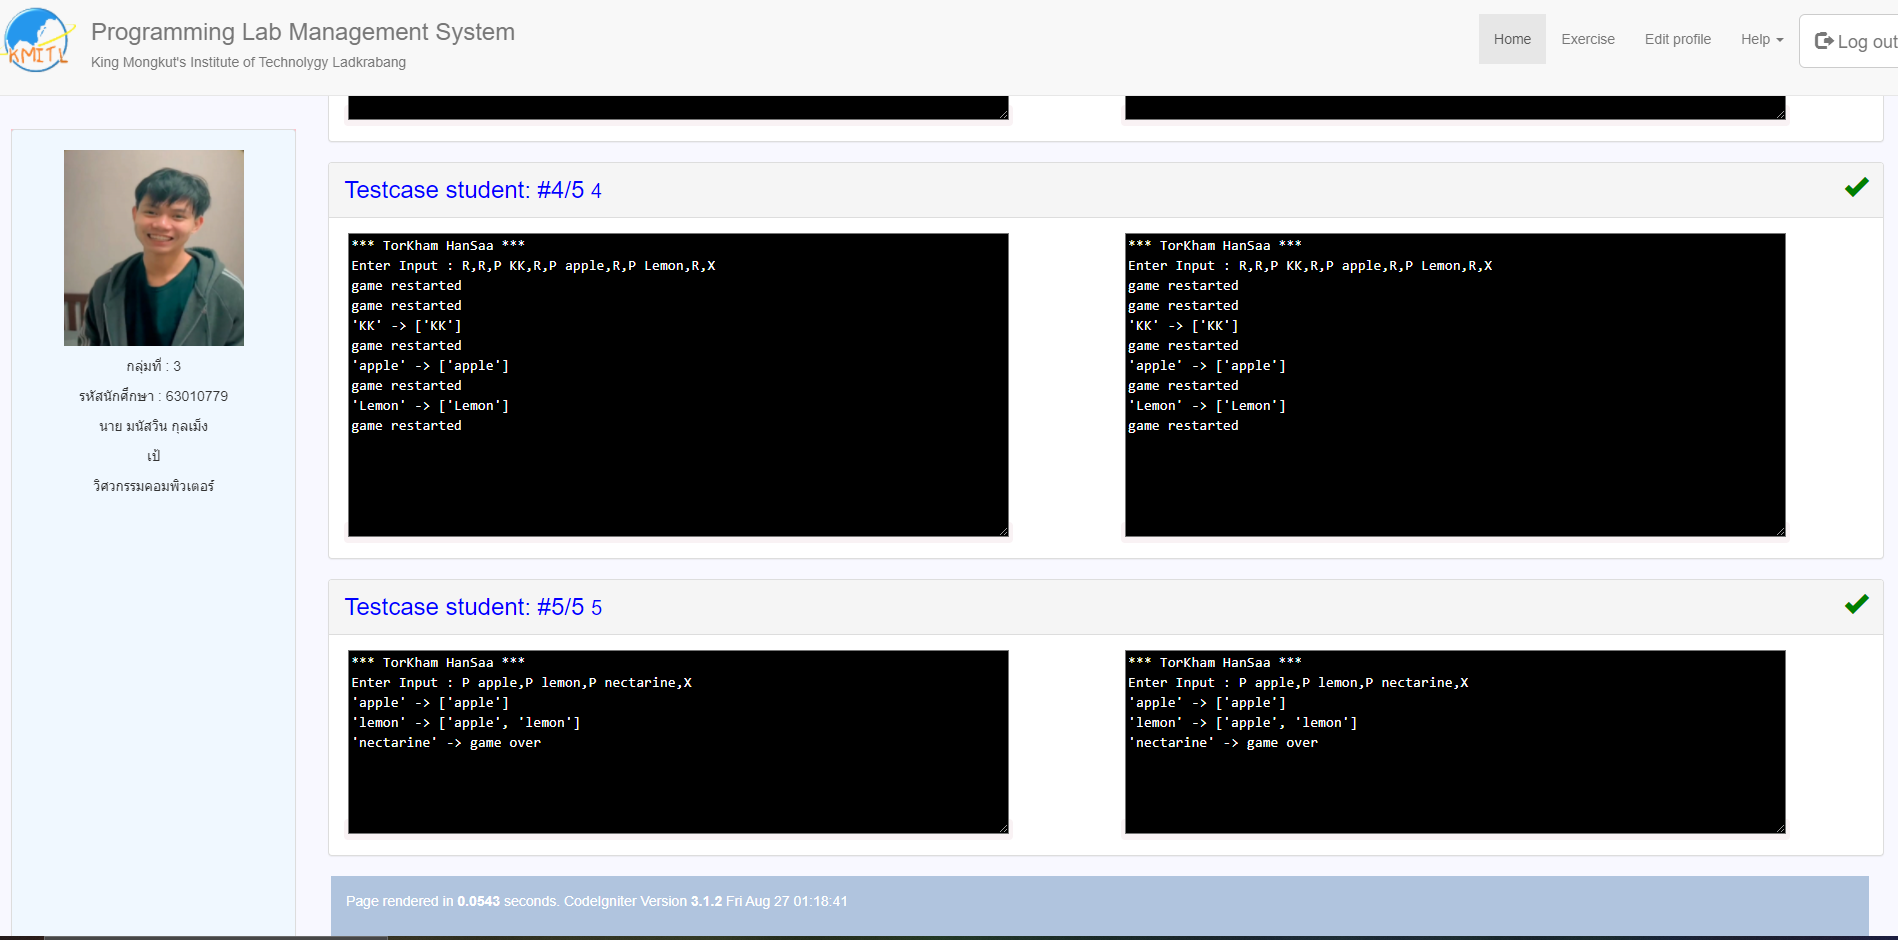 KMITL
Programming Lab Management System
King Mongkut's Institute of Technolygy Ladkrabang
Home
Exercise
Edit profile
Help
Log out
กลุ่มที่ : 3
รหัสนักศึกษา : 63010779
นาย มนัสวิน กุลเม็ง
เป้
วิศวกรรมคอมพิวเตอร์
Testcase student: #4/5 4
*** TorKham HanSaa ***
Enter Input : R,R,P KK,R,P apple,R,P Lemon,R,X
game restarted
game restarted
'KK' -> ['KK']
game restarted
'apple' -> ['apple']
game restarted
'Lemon' -> ['Lemon']
game restarted
*** TorKham HanSaa ***
Enter Input : R,R,P KK,R,P apple,R,P Lemon,R,X
game restarted
game restarted
'KK' -> ['KK']
game restarted
'apple' -> ['apple']
game restarted
'Lemon' -> ['Lemon']
game restarted
Testcase student: #5/5 5
*** TorKham HanSaa ***
Enter Input : P apple,P lemon,P nectarine,X
'apple' -> ['apple']
'lemon' -> ['apple', 'lemon']
'nectarine' -> game over
*** TorKham HanSaa ***
Enter Input : P apple,P lemon,P nectarine,X
'apple' -> ['apple']
'lemon' -> ['apple', 'lemon']
'nectarine' -> game over
Page rendered in 0.0543 seconds. CodeIgniter Version 3.1.2 Fri Aug 27 01:18:41